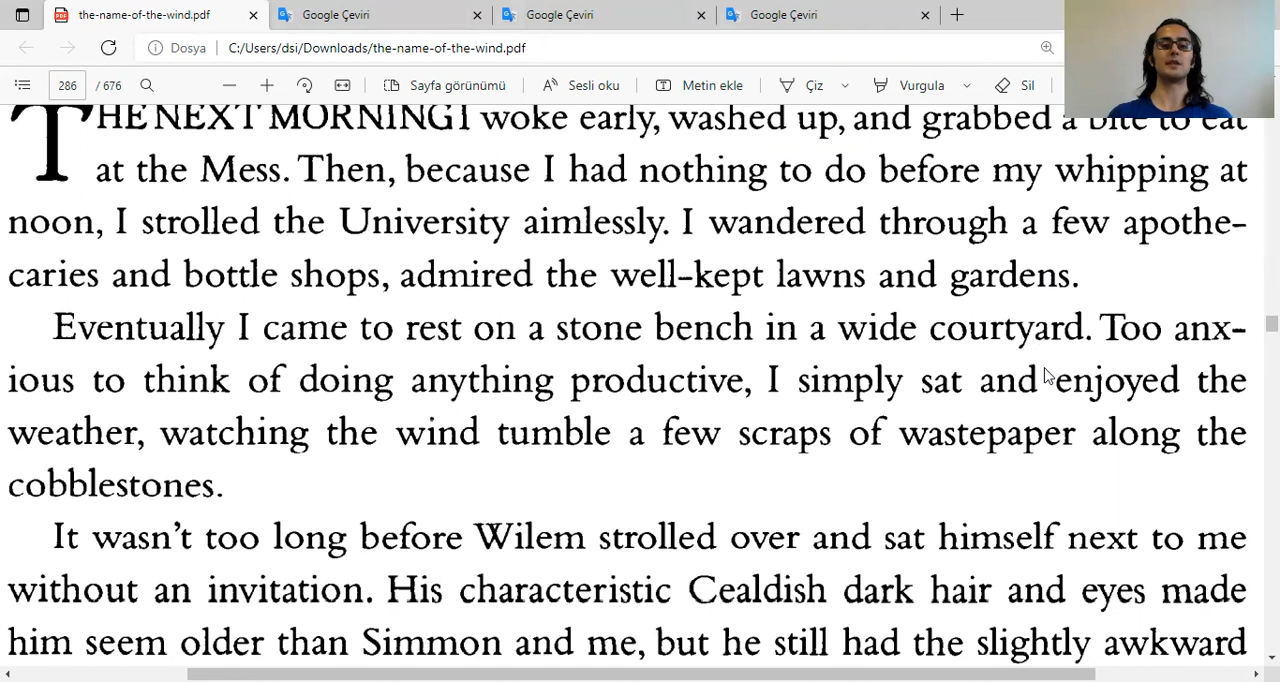 the-name-of-the-wind.pdf
Google Çeviri
Google Çeviri
Google Çeviri
Dosya C:/Users/dsi/Downloads/the-name-of-the-wind.pdf
286 / 676 Sayfa görünümü Sesli oku Metin ekle Çiz Vurgula Sil
THE NEXT MORNING I woke early, washed up, and grabbed a bite to eat
at the Mess. Then, because I had nothing to do before my whipping at
noon, I strolled the University aimlessly. I wandered through a few apothe-
caries and bottle shops, admired the well-kept lawns and gardens.
Eventually I came to rest on a stone bench in a wide courtyard. Too anx-
ious to think of doing anything productive, I simply sat and enjoyed the
weather, watching the wind tumble a few scraps of wastepaper along the
cobblestones.
It wasn't too long before Wilem strolled over and sat himself next to me
without an invitation. His characteristic Cealdish dark hair and eyes made
him seem older than Simmon and me, but he still had the slightly awkward